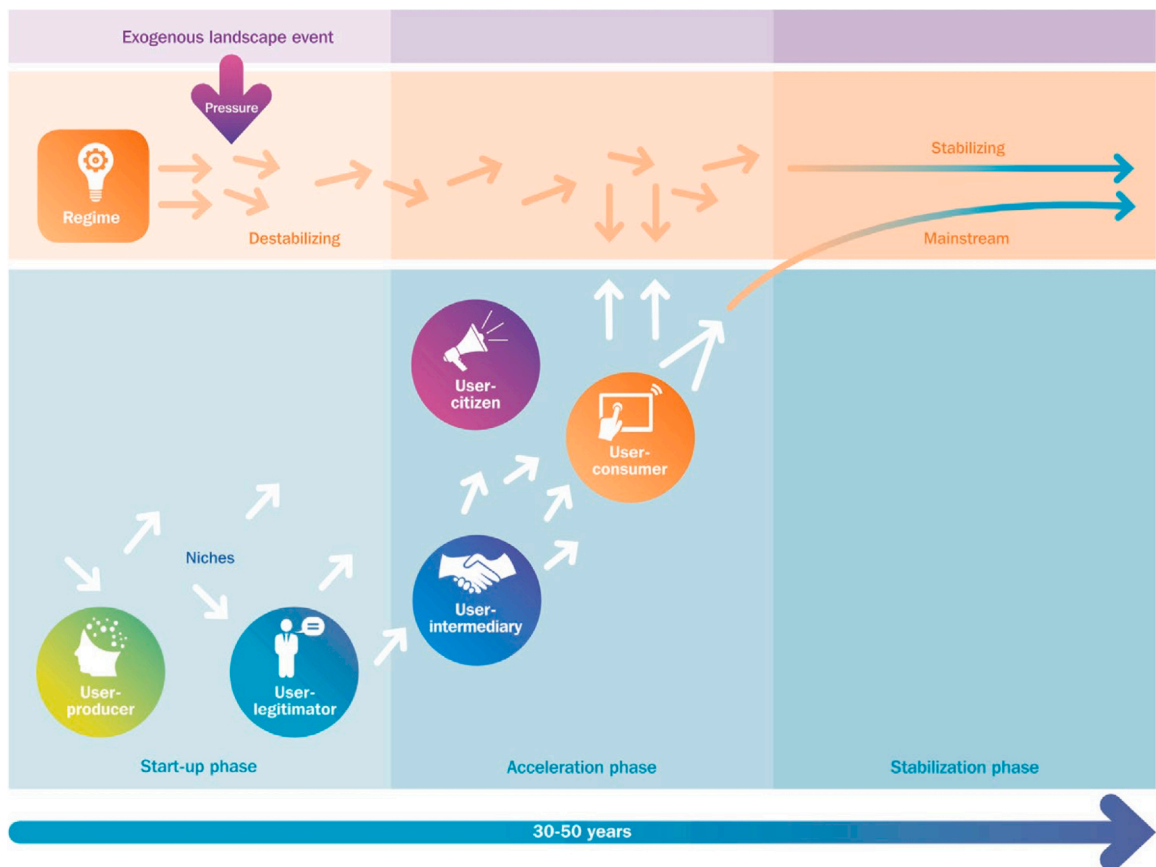 Exogenous landscape event
Pressure
Regime
Destabilizing
Stabilizing
Mainstream
User-
citizen
User-
consumer
Niches
User-
intermediary
User-
producer
User-
legitimator
Start-up phase
Acceleration phase
Stabilization phase
30-50 years